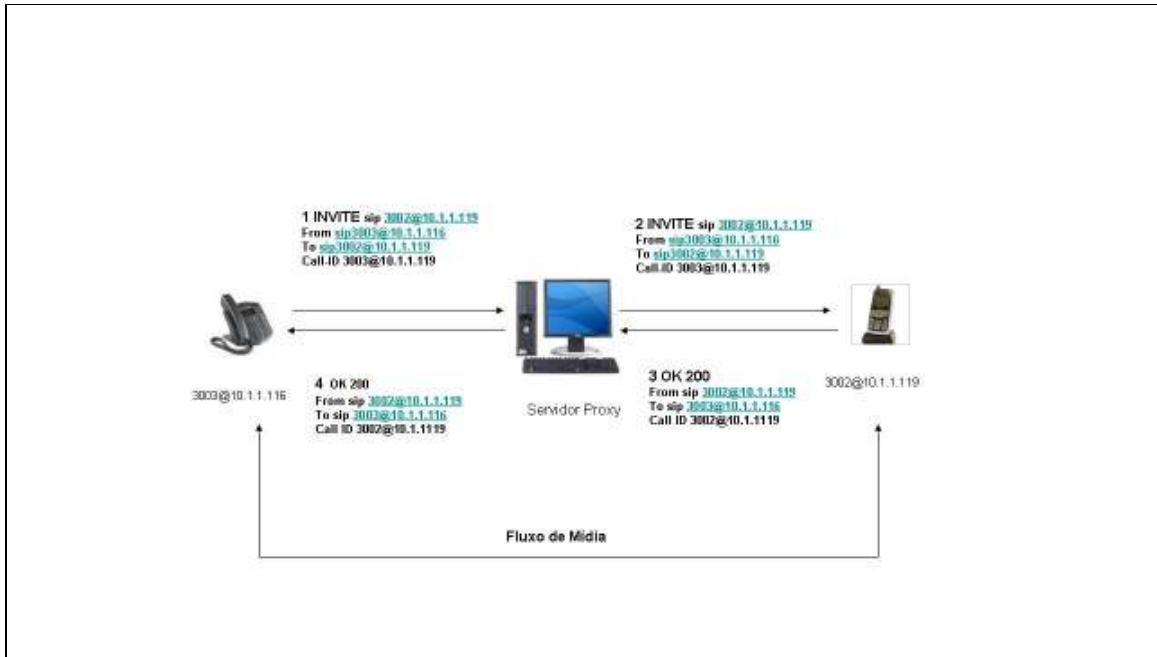 1 INVITE sip 3002@10.1.1.119
From sip3003@10.1.1.116
To sip3002@10.1.1.119
Call-ID 3003@10.1.1.119
2 INVITE sip 3002@10.1.1.119
From sip3003@10.1.1.116
To sip3002@10.1.1.119
Call-ID 3003@10.1.1.119
3003@10.1.1.116
4 OK 200
From sip 3002@10.1.1.119
To sip 3003@10.1.1.116
Call ID 3002@10.1.1119
Servidor Proxy
3 OK 200
From sip 3002@10.1.1.119
To sip 3003@10.1.1.116
Call ID 3002@10.1.1119
3002@10.1.1.119
Fluxo de Mídia